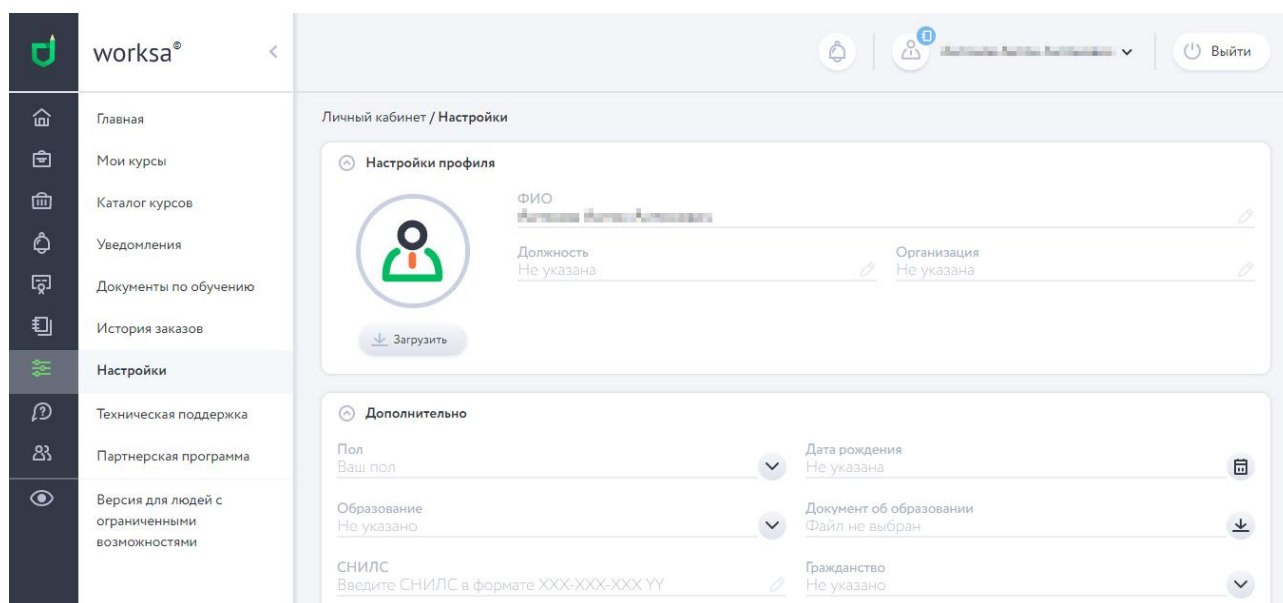 worksa®
Выйти
Главная
Мои курсы
Каталог курсов
Уведомления
Документы по обучению
История заказов
Настройки
Техническая поддержка
Партнерская программа
Версия для людей с
ограниченными
возможностями
Личный кабинет / Настройки
Настройки профиля
ФИО
Должность
Не указана
Организация
Не указана
Загрузить
Дополнительно
Пол
Ваш пол
Дата рождения
Не указана
Образование
Не указано
Документ об образовании
Файл не выбран
СНИЛС
Введите СНИЛС в формате XXX-XXX-XXX YY
Гражданство
Не указано